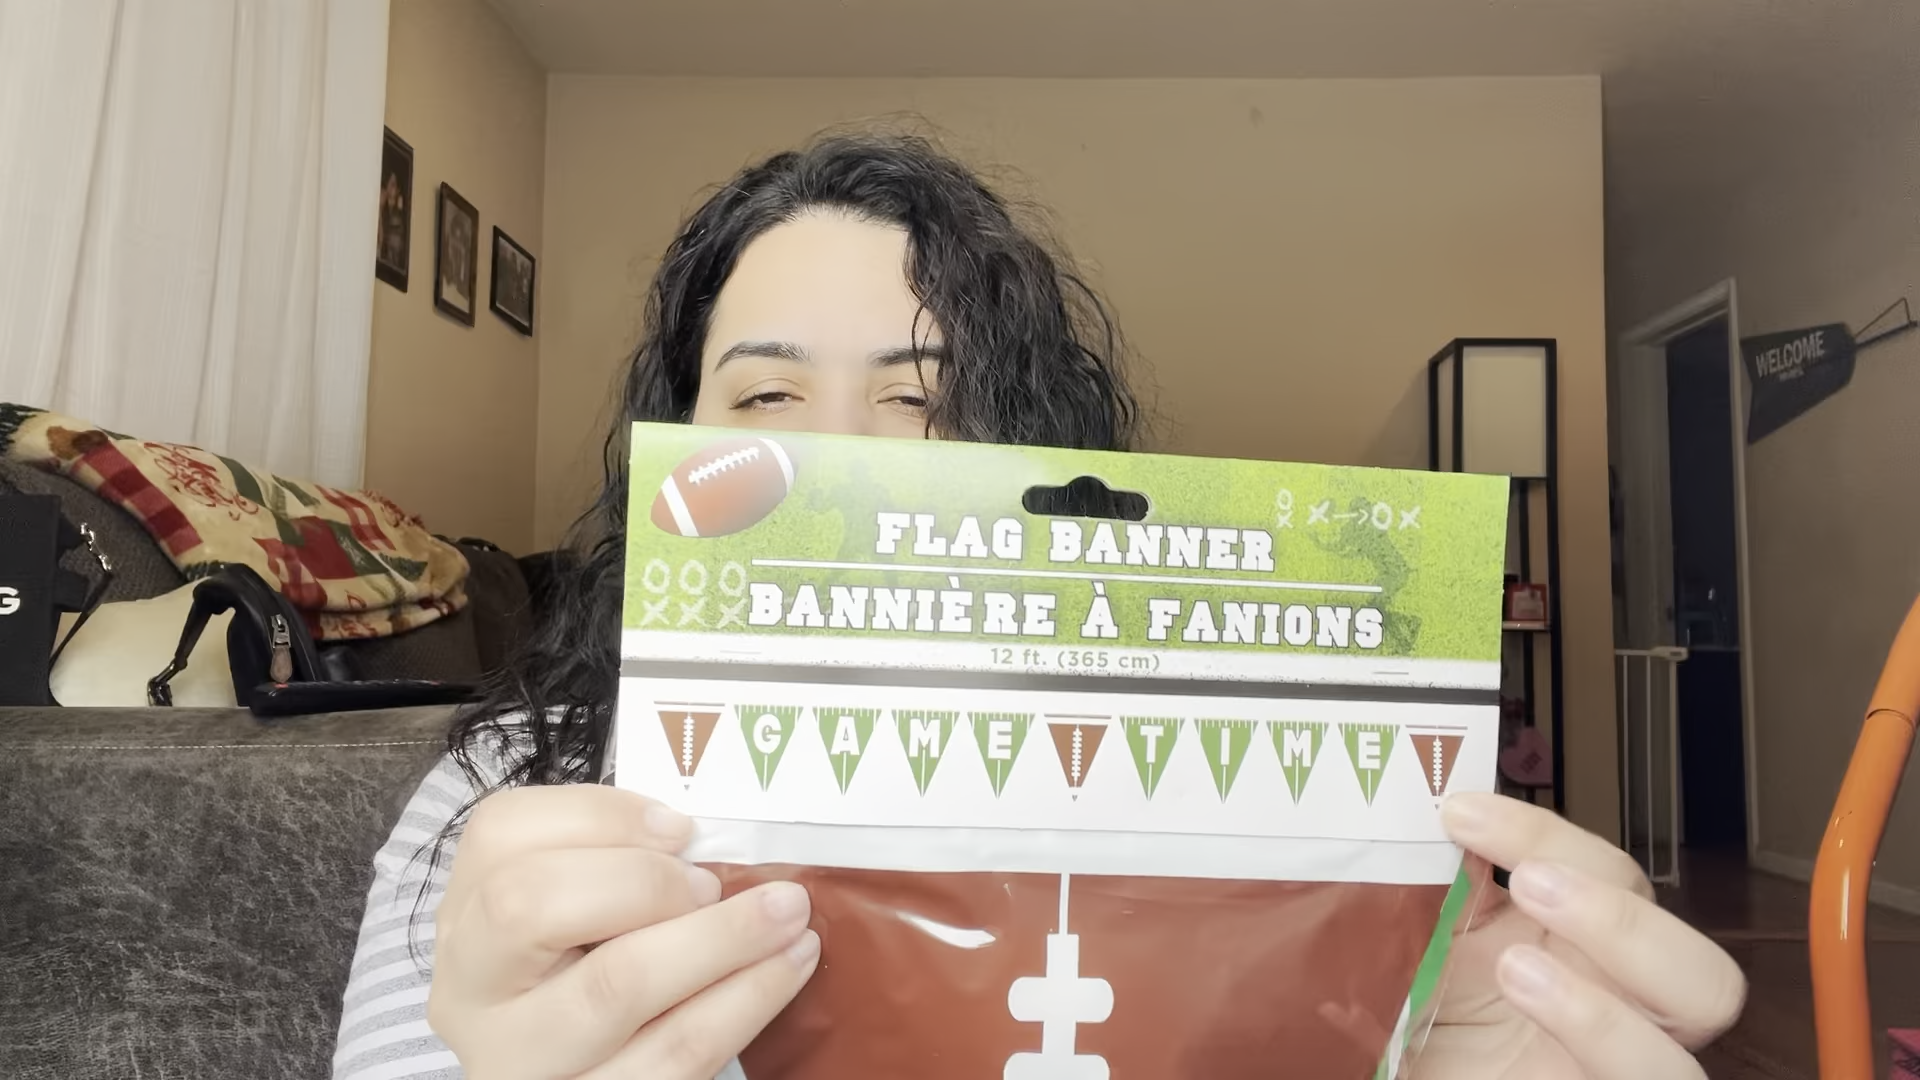 FLAG BANNER
BANNIÈRE À FANIONS
12 ft. (365 cm)
GAME TIME
WELCOME
G